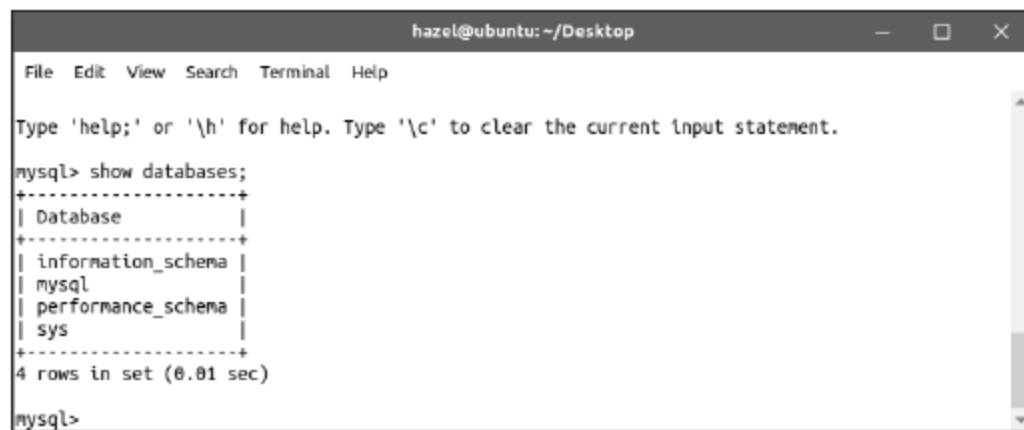 hazel@ubuntu: ~/Desktop
File Edit View Search Terminal Help
Type 'help;' or '\h' for help. Type '\c' to clear the current input statement.
mysql> show databases;
+--------------------+
| Database           |
+--------------------+
| information_schema |
| mysql              |
| performance_schema |
| sys                |
+--------------------+
4 rows in set (0.01 sec)
mysql>